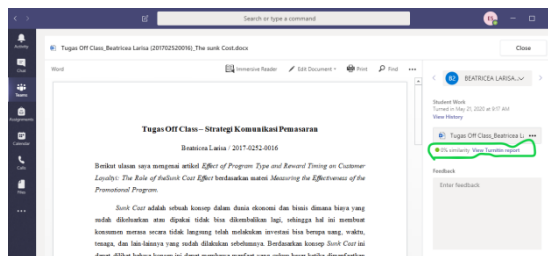 Search or type a command
Activity
Chat
Teams
Assignments
Calendar
Calls
Files
Tugas Off Class_Beatricea Larisa (201702520016)_The sunk Cost.docx
Close
Word
Immersive Reader
Edit Document
Print
Find
Tugas Off Class – Strategi Komunikasi Pemasaran
Beatricea Larisa / 2017-0252-0016
Berikut ulasan saya mengenai artikel Effect of Program Type and Reward Timing on Customer
Loyalty: The Role of theSunk Cost Effect berdasarkan materi Measuring the Effectiveness of the
Promotional Program.
Sunk Cost adalah sebuah konsep dalam dunia ekonomi dan bisnis dimana biaya yang
sudah dikeluarkan atau dipakai tidak bisa dikembalikan lagi, sehingga hal ini membuat
konsumen merasa secara tidak langsung telah melakukan investasi bisa berupa uang, waktu,
tenaga, dan lain-lainnya yang sudah dilakukan sebelumnya. Berdasarkan konsep Sunk Cost ini
BZ
BEATRICEA LARISA..
Student Work
Turned in May 21, 2020 at 9:17 AM
View History
Tugas Off Class_Beatricea L
0% similarity View Turnitin report
Feedback
Enter feedback